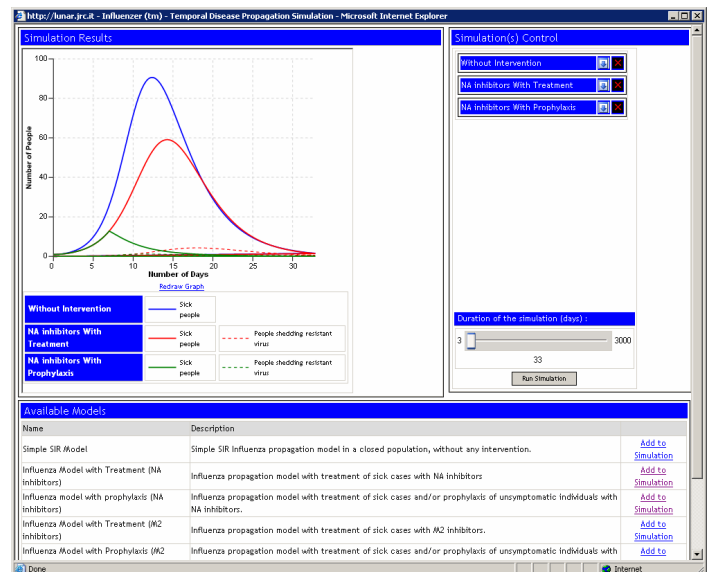 http://lunar.jrc.it - Influenzer (tm) - Temporal Disease Propagation Simulation - Microsoft Internet Explorer
Simulation Results
100
80
60
40
20
0
Number of People
0 5 10 15 20 25 30
Number of Days
Redraw Graph
Without Intervention
Sick
people
NA inhibitors With
Treatment
Sick
people
People shedding resistant
virus
NA inhibitors With
Prophylaxis
Sick
people
People shedding resistant
virus
Simulation(s) Control
Without Intervention
NA inhibitors With Treatment
NA inhibitors With Prophylaxis
Duration of the simulation (days) :
3 3000
33
Run Simulation
Available Models
Name Description
Simple SIR Model Simple SIR Influenza propagation model in a closed population, without any intervention. Add to
Simulation
Influenza Model with Treatment (NA
inhibitors) Influenza propagation model with treatment of sick cases with NA inhibitors Add to
Simulation
Influenza model with prophylaxis (NA
inhibitors) Influenza propagation model with treatment of sick cases and/or prophylaxis of unsymptomatic individuals with
NA inhibitors. Add to
Simulation
Influenza Model with Treatment (M2
inhibitors) Influenza propagation model with treatment of sick cases with M2 inhibitors. Add to
Simulation
Influenza Model with Prophylaxis (M2 Influenza propagation model with treatment of sick cases and/or prophylaxis of unsymptomatic individuals with Add to
Done Internet